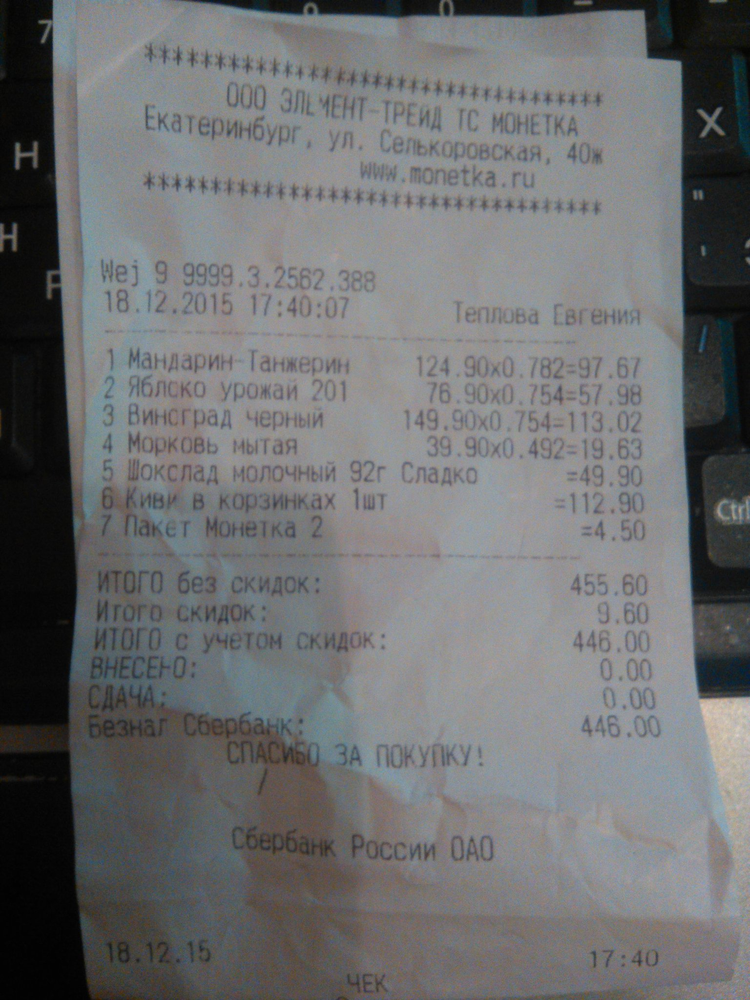 ***********************************
ООО ЭЛЕМЕНТ-ТРЕЙД ТС МОНЕТКА
Екатеринбург, ул. Селькоровская, 40ж
www.monetka.ru
***********************************
Wej 9 9999.3.2562.388
18.12.2015 17:40:07 Теплова Евгения
1 Мандарин-Танжерин 124.90x0.782=97.67
2 Яблоко урожай 201 76.90x0.754=57.98
3 Виноград черный 149.90x0.754=113.02
4 Морковь мытая 39.90x0.492=19.63
5 Шоколад молочный 92г Сладко =49.90
6 Киви в корзинках 1шт =112.90
7 Пакет Монетка 2 =4.50
ИТОГО без скидок: 455.60
Итого скидок: 9.60
ИТОГО с учетом скидок: 446.00
ВНЕСЕНО: 0.00
СДАЧА: 0.00
Безнал Сбербанк: 446.00
СПАСИБО ЗА ПОКУПКУ!
/
Сбербанк России ОАО
18.12.15 17:40
ЧЕК